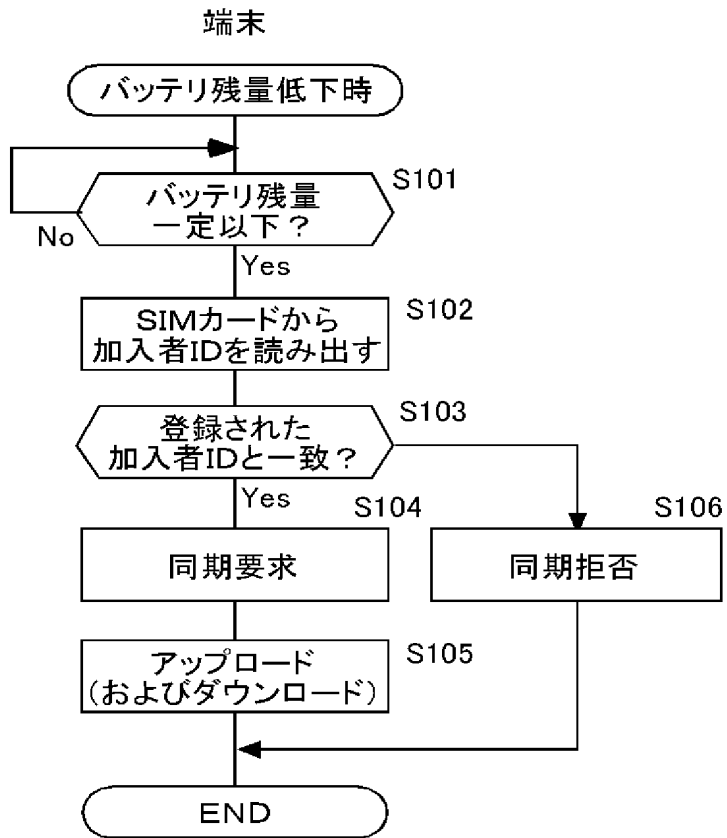 端末
バッテリ残量低下時
S101
バッテリ残量
一定以下？
No
Yes
S102
SIMカードから
加入者IDを読み出す
S103
登録された
加入者IDと一致？
Yes
S104
S106
同期要求
同期拒否
S105
アップロード
（およびダウンロード）
END